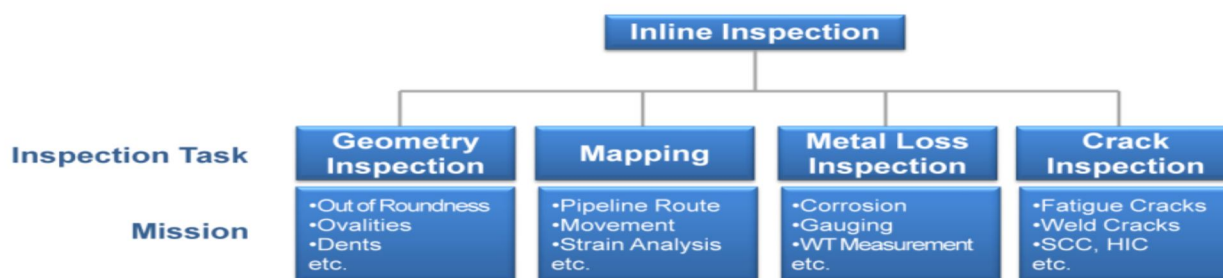 Inline Inspection
Inspection Task
Geometry
Inspection
Mapping
Metal Loss
Inspection
Crack
Inspection
Mission
•Out of Roundness
•Ovalities
•Dents
etc.
•Pipeline Route
•Movement
•Strain Analysis
etc.
•Corrosion
•Gauging
•WT Measurement
etc.
•Fatigue Cracks
•Weld Cracks
•SCC, HIC
etc.